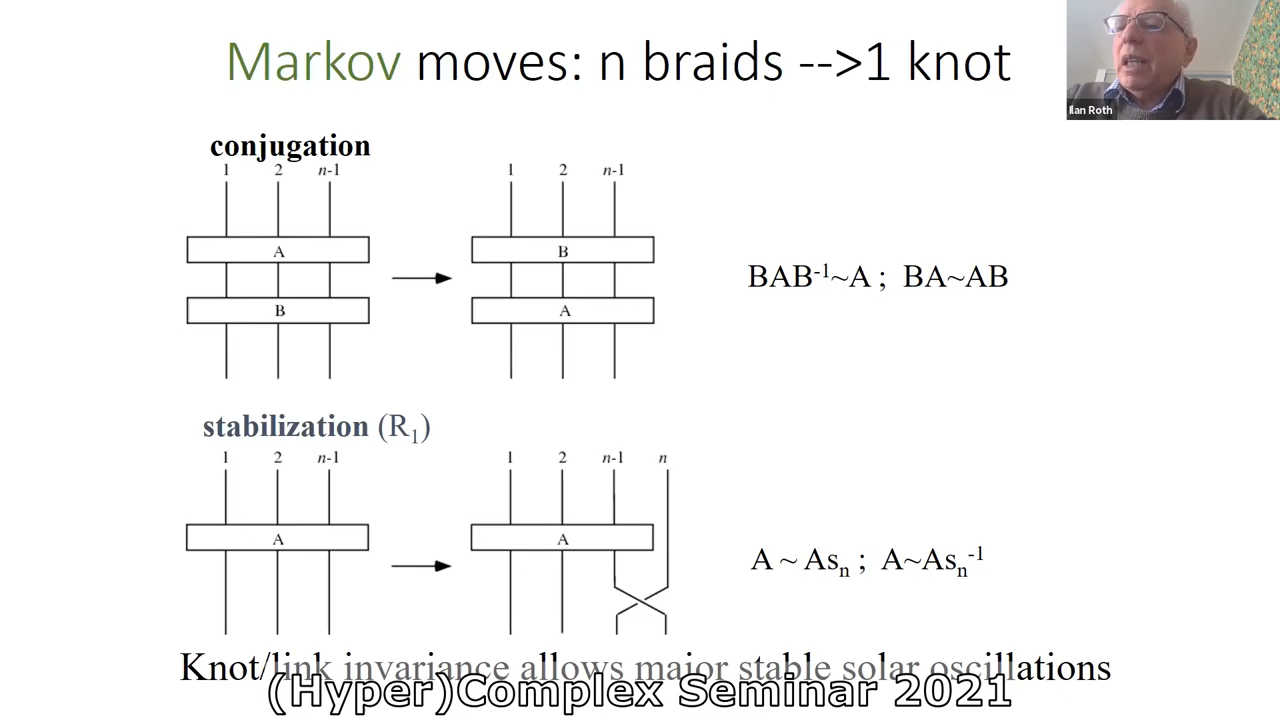 Markov moves: n braids -->1 knot
Ilan Roth
conjugation
1 2 n-1 1 2 n-1
A B
BAB⁻¹~A ; BA~AB
B A
stabilization (R₁)
1 2 n-1 1 2 n-1 n
A A
A ~ Asₙ ; A~Asₙ⁻¹
Knot/link invariance allows major stable solar oscillations
(Hyper)Complex Seminar 2021